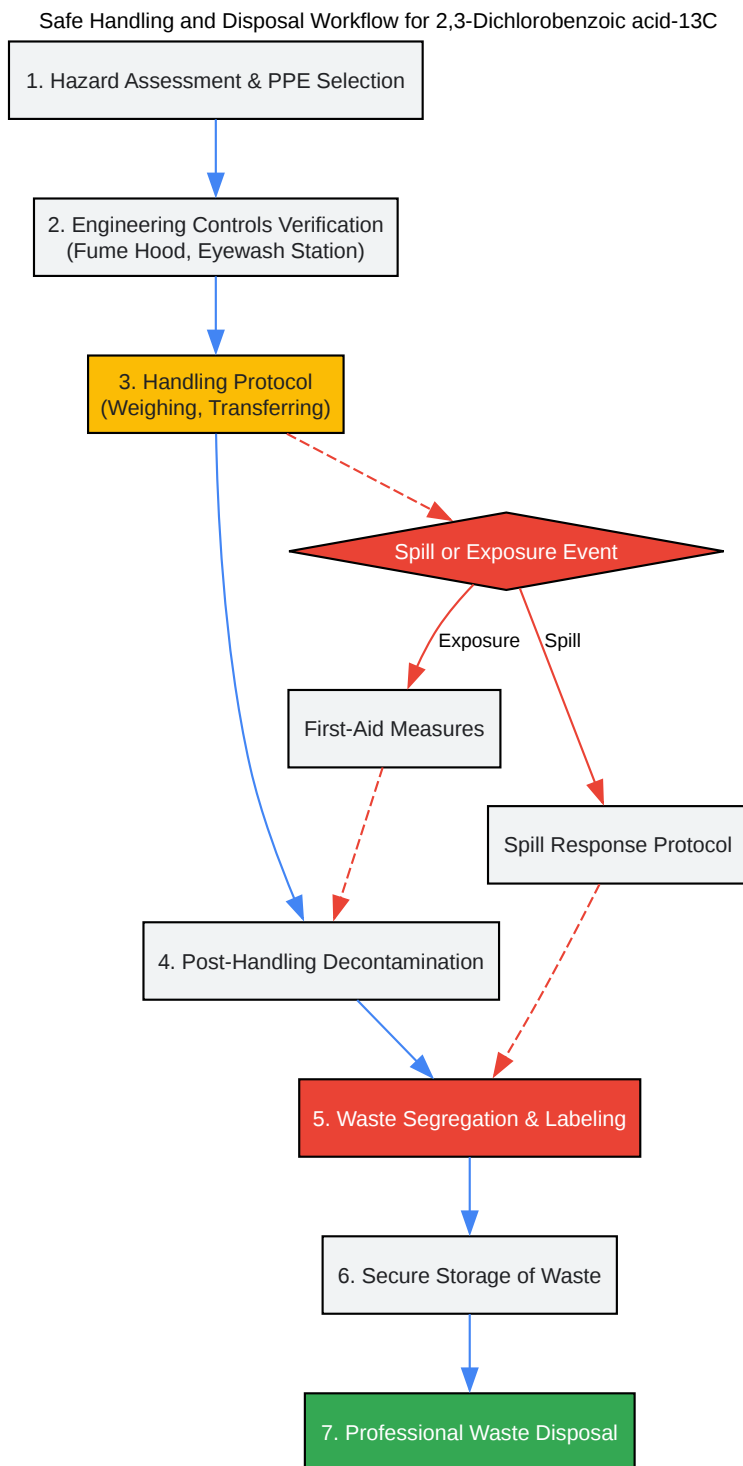 Safe Handling and Disposal Workflow for 2,3-Dichlorobenzoic acid-13C
1. Hazard Assessment & PPE Selection
2. Engineering Controls Verification
(Fume Hood, Eyewash Station)
3. Handling Protocol
(Weighing, Transferring)
Spill or Exposure Event
Exposure
Spill
First-Aid Measures
Spill Response Protocol
4. Post-Handling Decontamination
5. Waste Segregation & Labeling
6. Secure Storage of Waste
7. Professional Waste Disposal